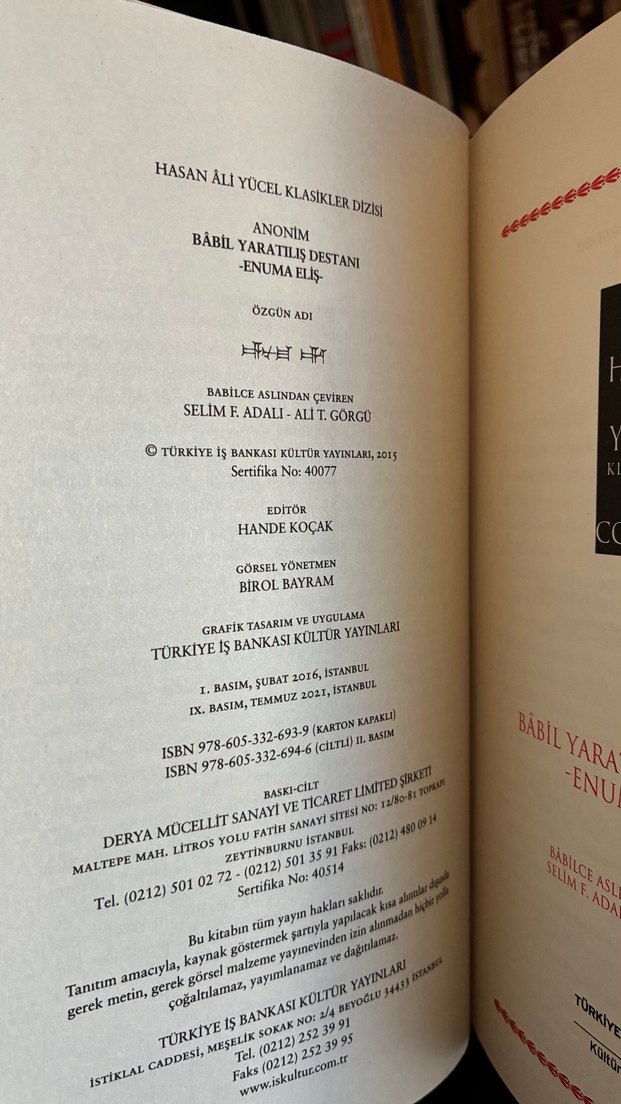 HASAN ÂLİ YÜCEL KLASİKLER DİZİSİ
ANONİM
BÂBİL YARATILIŞ DESTANI
-ENUMA ELİŞ-
ÖZGÜN ADI
BABİLCE ASLINDAN ÇEVİREN
SELİM F. ADALI - ALİ T. GÖRGÜ
© TÜRKİYE İŞ BANKASI KÜLTÜR YAYINLARI, 2015
Sertifika No: 40077
EDİTÖR
HANDE KOÇAK
GÖRSEL YÖNETMEN
BİROL BAYRAM
GRAFİK TASARIM VE UYGULAMA
TÜRKİYE İŞ BANKASI KÜLTÜR YAYINLARI
1. BASIM, ŞUBAT 2016, İSTANBUL
IX. BASIM, TEMMUZ 2021, İSTANBUL
ISBN 978-605-332-693-9 (KARTON KAPAKLI)
ISBN 978-605-332-694-6 (CİLTLİ) II. BASIM
BASKI-CİLT
DERYA MÜCELLİT SANAYİ VE TİCARET LİMİTED ŞİRKETİ
MALTEPE MAH. LİTROS YOLU FATİH SANAYİ SİTESİ NO: 12/80-81 TOPKAPI
ZEYTİNBURNU İSTANBUL
Tel. (0212) 501 02 72 - (0212) 501 35 91 Faks: (0212) 480 09 14
Sertifika No: 40514
Bu kitabın tüm yayın hakları saklıdır.
Tanıtım amacıyla, kaynak göstermek şartıyla yapılacak kısa alıntılar dışında
gerek metin, gerek görsel malzeme yayınevinden izin alınmadan hiçbir yolla
çoğaltılamaz, yayımlanamaz ve dağıtılamaz.
TÜRKİYE İŞ BANKASI KÜLTÜR YAYINLARI
İSTİKLAL CADDESİ, MEŞELİK SOKAK NO: 2/4 BEYOĞLU 34433 İSTANBUL
Tel. (0212) 252 39 91
Faks (0212) 252 39 95
www.iskultur.com.tr
H
Y
KL
CO
BÂBİL YARAT
-ENU
BÂBİLCE ASLI
SELİM F. ADA
TÜRKİYE
Kültü